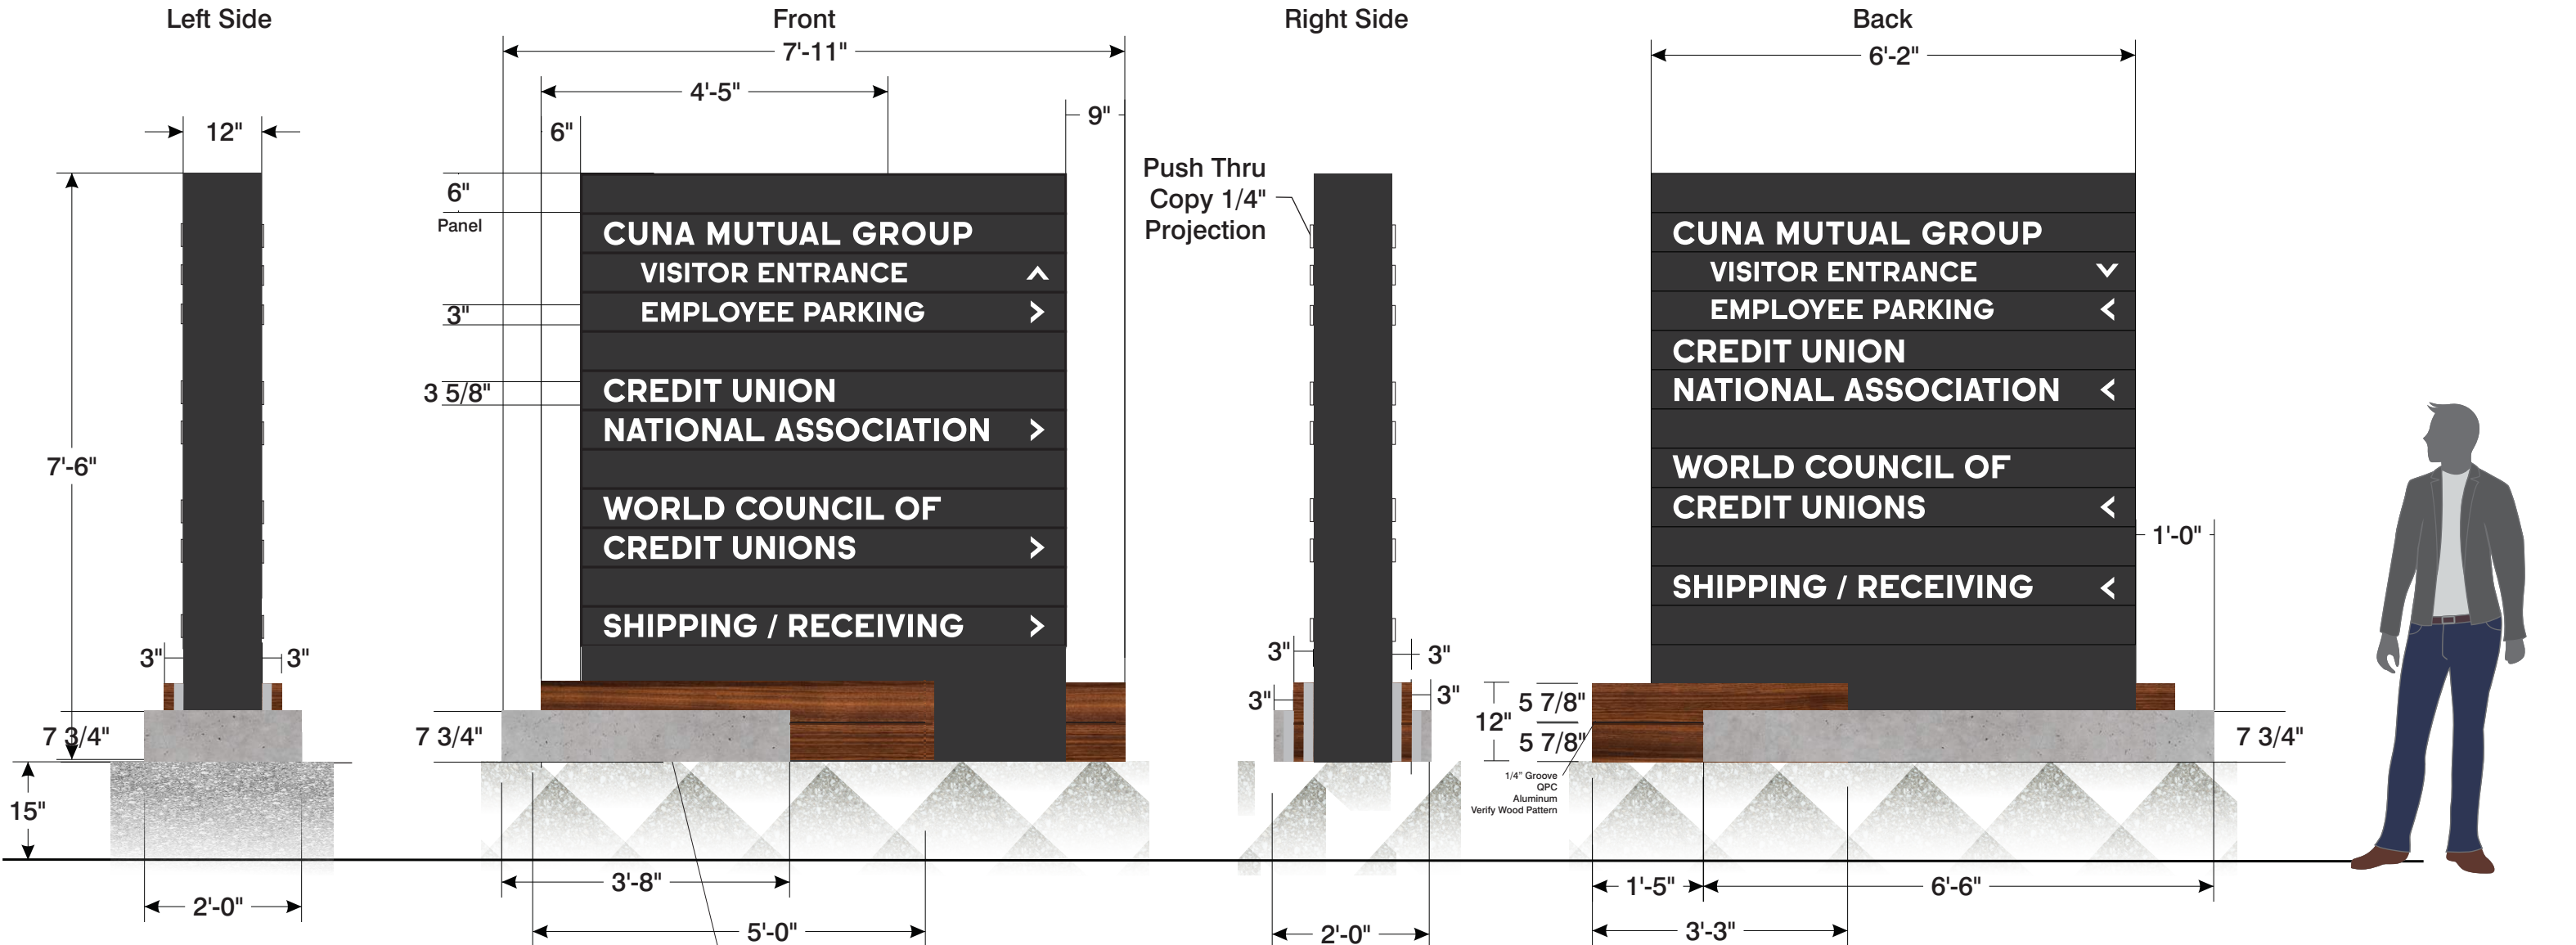 Left Side
12"
7'-6"
3"
3"
7 3/4"
15"
2'-0"
Front
7'-11"
4'-5"
9"
6"
6"
Panel
3"
3 5/8"
CUNA MUTUAL GROUP
VISITOR ENTRANCE
EMPLOYEE PARKING
CREDIT UNION
NATIONAL ASSOCIATION
WORLD COUNCIL OF
CREDIT UNIONS
SHIPPING / RECEIVING
7 3/4"
3'-8"
5'-0"
Right Side
Push Thru
Copy 1/4"
Projection
3"
3"
3"
3"
2'-0"
Back
6'-2"
CUNA MUTUAL GROUP
VISITOR ENTRANCE
EMPLOYEE PARKING
CREDIT UNION
NATIONAL ASSOCIATION
WORLD COUNCIL OF
CREDIT UNIONS
SHIPPING / RECEIVING
1'-0"
12"
5 7/8"
5 7/8"
1/4" Groove
QPC
Aluminum
Verify Wood Pattern
7 3/4"
1'-5"
6'-6"
3'-3"